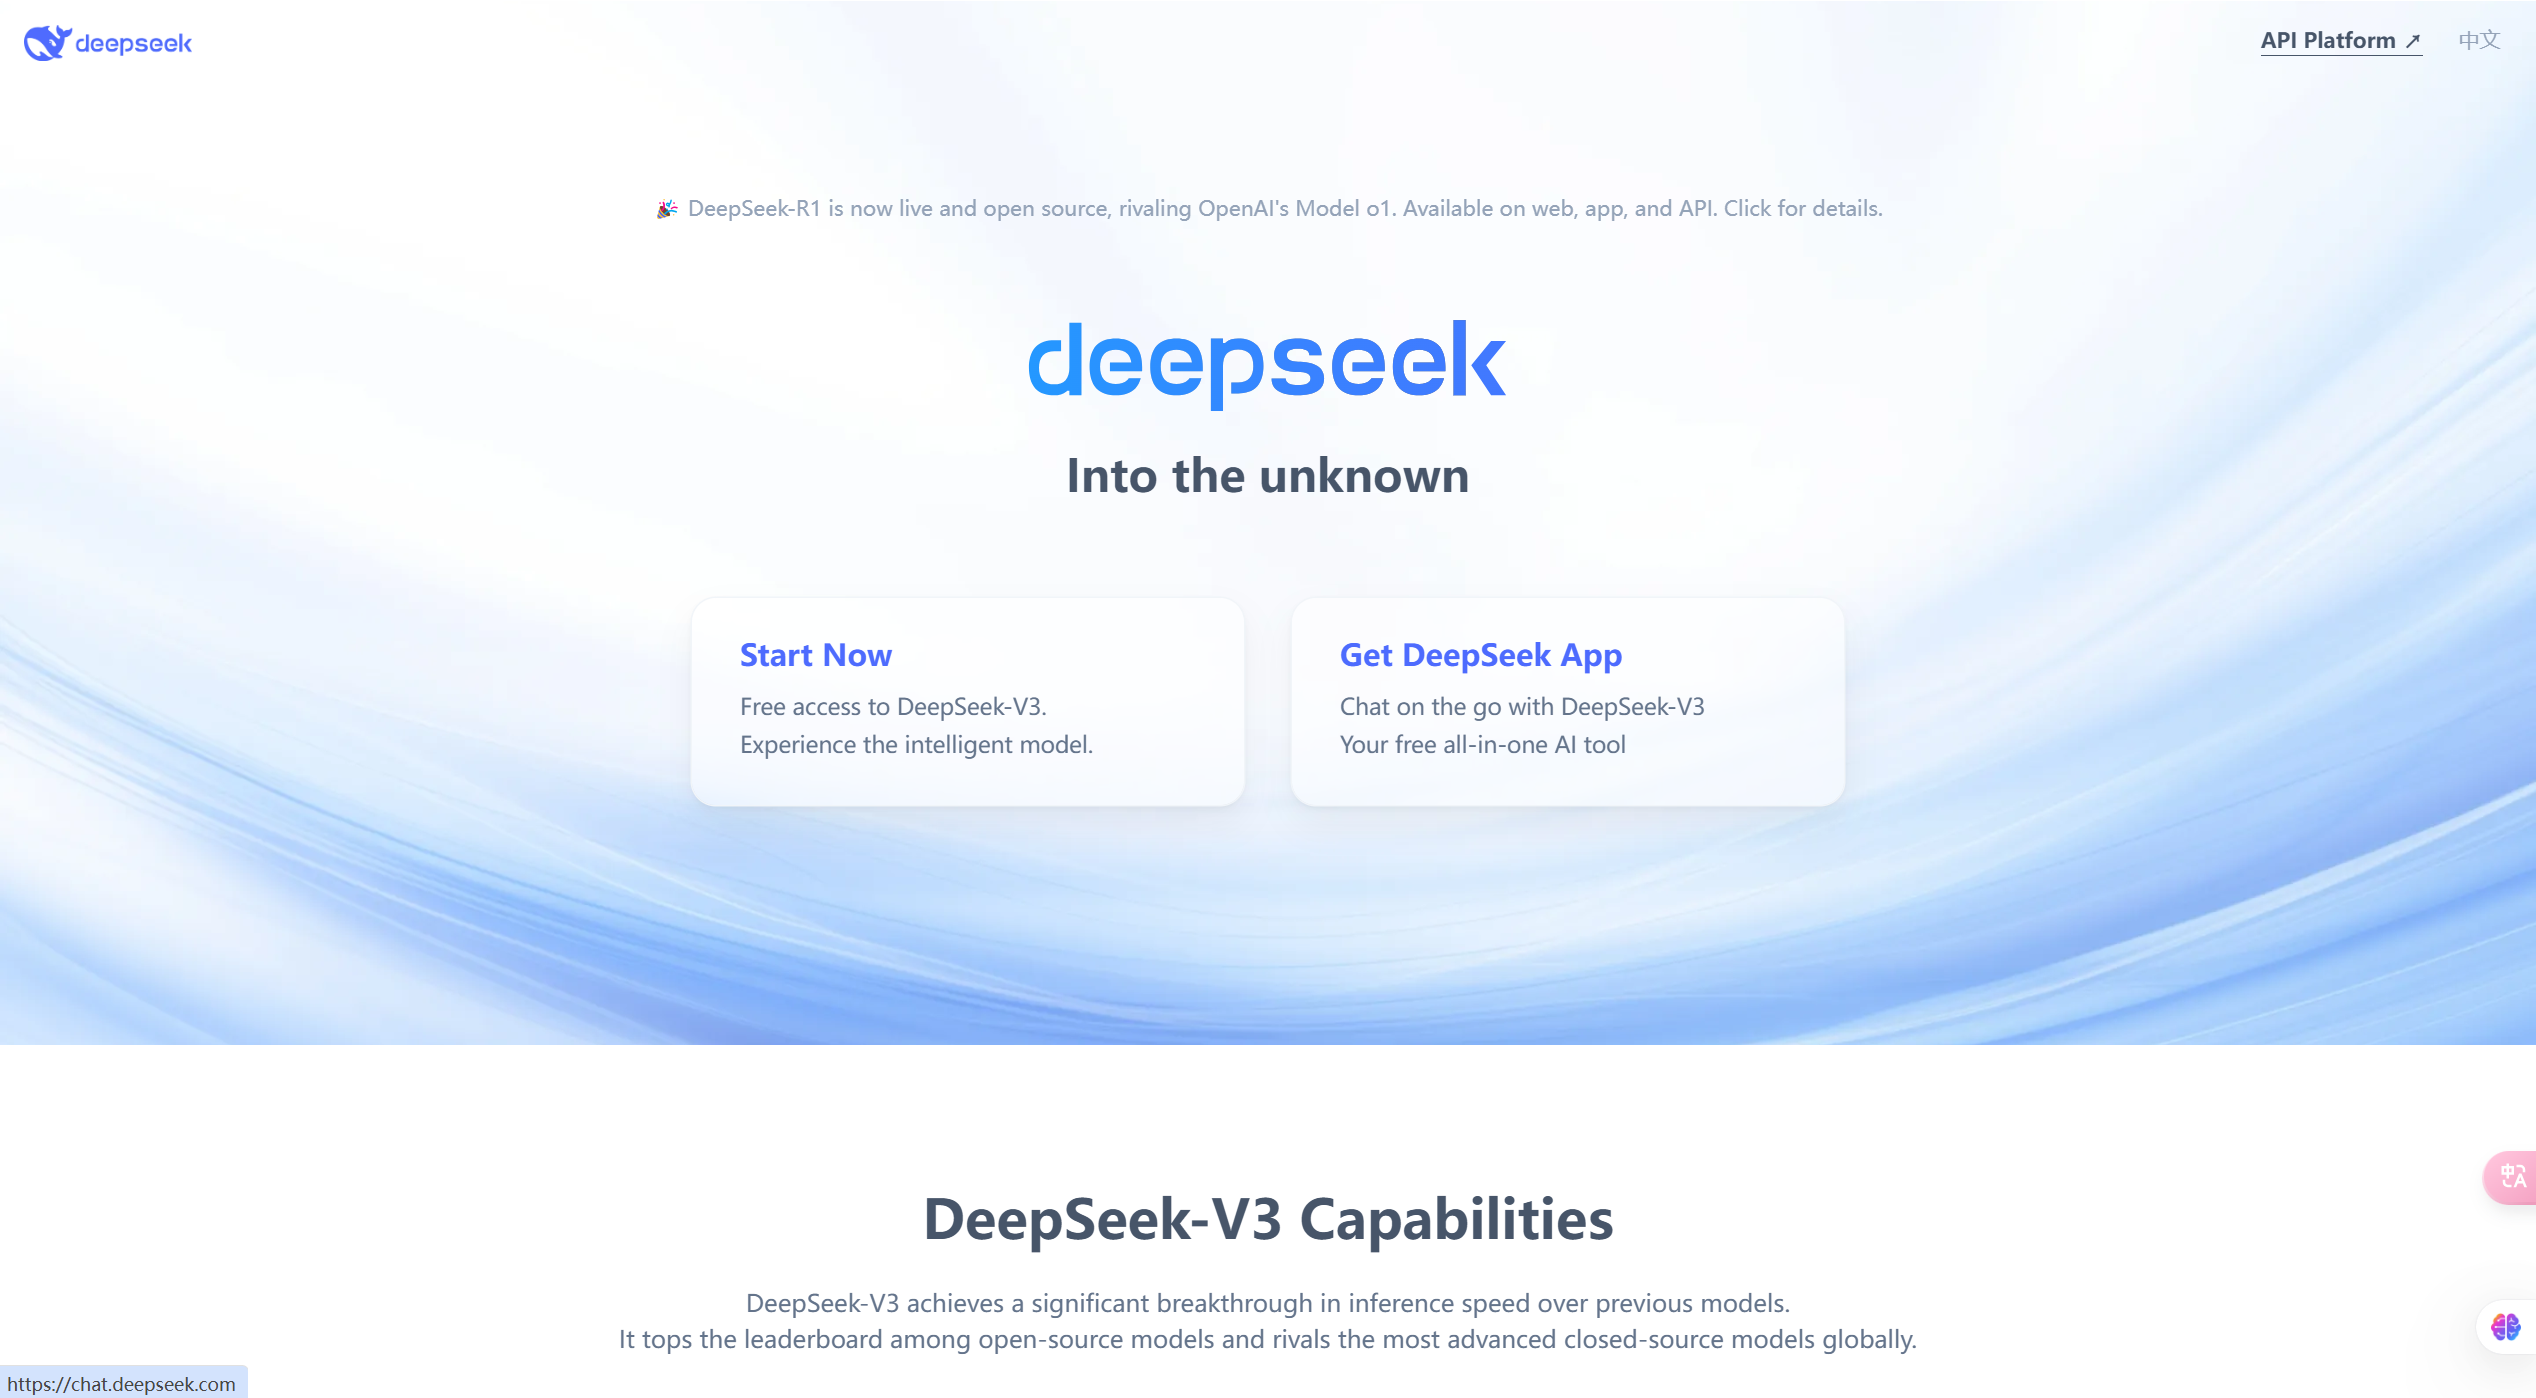 deepseek
API Platform ↗
中文
🎉 DeepSeek-R1 is now live and open source, rivaling OpenAI's Model o1. Available on web, app, and API. Click for details.
deepseek
Into the unknown
Start Now
Free access to DeepSeek-V3.
Experience the intelligent model.
Get DeepSeek App
Chat on the go with DeepSeek-V3
Your free all-in-one AI tool
DeepSeek-V3 Capabilities
DeepSeek-V3 achieves a significant breakthrough in inference speed over previous models.
It tops the leaderboard among open-source models and rivals the most advanced closed-source models globally.
中A
https://chat.deepseek.com